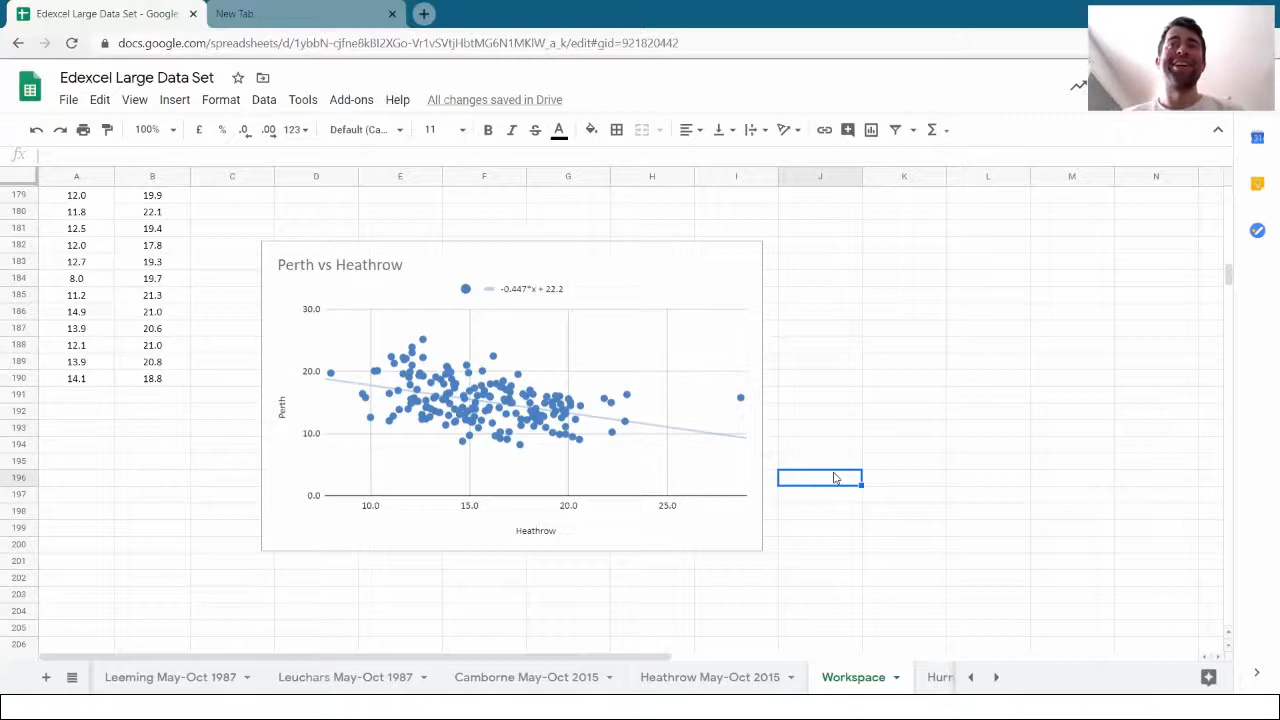 Edexcel Large Data Set - Google
New Tab
docs.google.com/spreadsheets/d/1ybbN-cjfne8kBI2XGo-Vr1vSVtjHbtMG6N1MKlW_a_k/edit#gid=921820442
Edexcel Large Data Set
File Edit View Insert Format Data Tools Add-ons Help All changes saved in Drive
100% £ % .0 .00 123 Default (Ca... 11 B I S A Σ
fx
31
A B C D E F G H I J K L M N
179 12.0 19.9
180 11.8 22.1
181 12.5 19.4
182 12.0 17.8
183 12.7 19.3
184 8.0 19.7
185 11.2 21.3
186 14.9 21.0
187 13.9 20.6
188 12.1 21.0
189 13.9 20.8
190 14.1 18.8
191
192
193
194
195
196
197
198
199
200
201
202
203
204
205
206
Perth vs Heathrow
-0.447*x + 22.2
30.0
20.0
10.0
0.0
Perth
10.0 15.0 20.0 25.0
Heathrow
Leeming May-Oct 1987 Leuchars May-Oct 1987 Camborne May-Oct 2015 Heathrow May-Oct 2015 Workspace Hurn